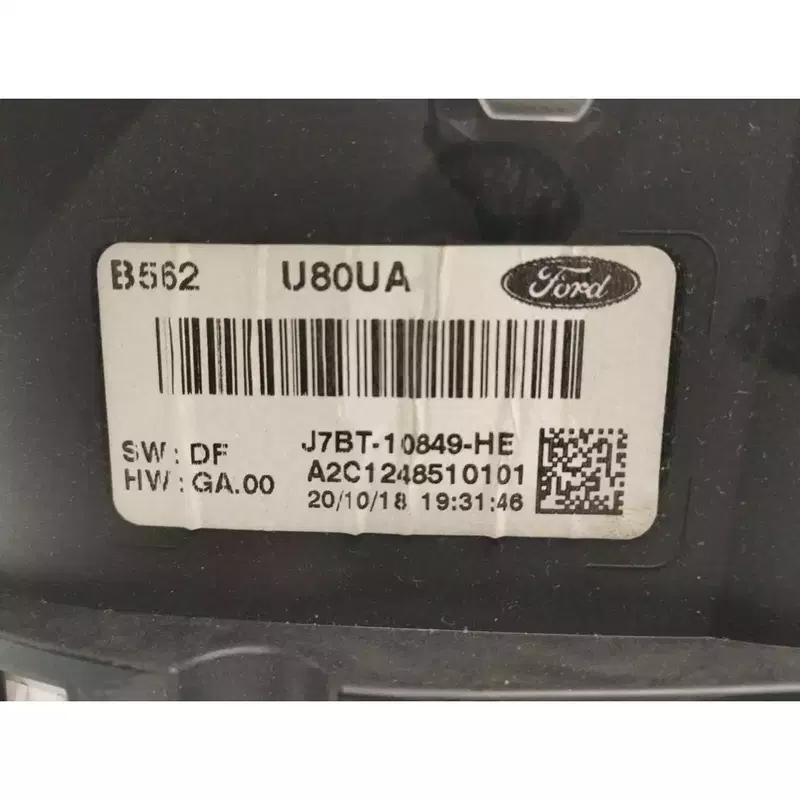 B562 U80UA Ford
SW: DF J7BT-10849-HE
HW: GA.00 A2C1248510101
20/10/18 19:31:46